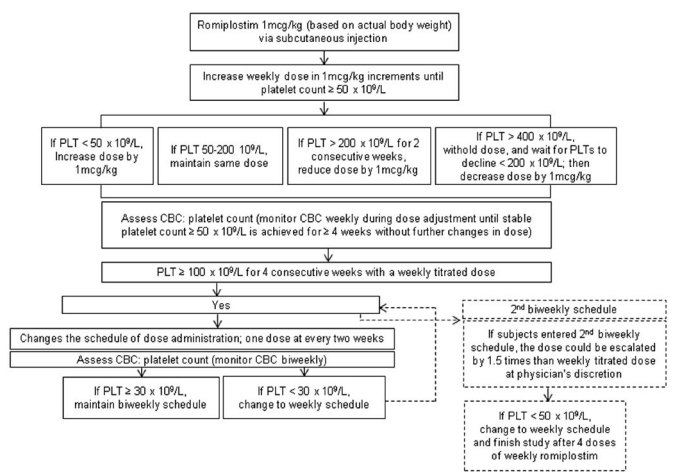 Romiplostim 1mcg/kg (based on actual body weight)
via subcutaneous injection
Increase weekly dose in 1mcg/kg increments until
platelet count ≥ 50 x 10⁹/L
If PLT < 50 x 10⁹/L,
Increase dose by
1mcg/kg
If PLT 50-200 10⁹/L,
maintain same dose
If PLT > 200 x 10⁹/L for 2
consecutive weeks,
reduce dose by 1mcg/kg
If PLT > 400 x 10⁹/L,
withold dose, and wait for PLTs to
decline < 200 x 10⁹/L; then
decrease dose by 1mcg/kg
Assess CBC: platelet count (monitor CBC weekly during dose adjustment until stable
platelet count ≥ 50 x 10⁹/L is achieved for ≥ 4 weeks without further changes in dose)
PLT ≥ 100 x 10⁹/L for 4 consecutive weeks with a weekly titrated dose
Yes
Changes the schedule of dose administration; one dose at every two weeks
Assess CBC: platelet count (monitor CBC biweekly)
If PLT ≥ 30 x 10⁹/L,
maintain biweekly schedule
If PLT < 30 x 10⁹/L,
change to weekly schedule
2nd biweekly schedule
If subjects entered 2nd biweekly
schedule, the dose could be escalated
by 1.5 times than weekly titrated dose
at physician's discretion
If PLT < 50 x 10⁹/L,
change to weekly schedule
and finish study after 4 doses
of weekly romiplostim